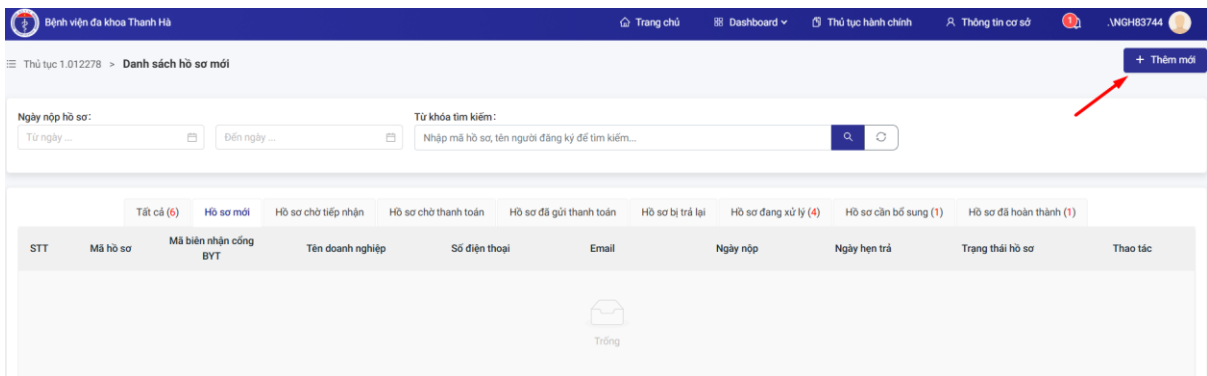 Bệnh viện đa khoa Thanh Hà Trang chủ Dashboard Thủ tục hành chính Thông tin cơ sở 1 .\NGH83744
Thủ tục 1.012278 > Danh sách hồ sơ mới + Thêm mới
Ngày nộp hồ sơ: Từ khóa tìm kiếm:
Từ ngày ... Đến ngày ... Nhập mã hồ sơ, tên người đăng ký để tìm kiếm...
Tất cả (6) Hồ sơ mới Hồ sơ chờ tiếp nhận Hồ sơ chờ thanh toán Hồ sơ đã gửi thanh toán Hồ sơ bị trả lại Hồ sơ đang xử lý (4) Hồ sơ cần bổ sung (1) Hồ sơ đã hoàn thành (1)
STT Mã hồ sơ Mã biên nhận cổng Tên doanh nghiệp Số điện thoại Email Ngày nộp Ngày hẹn trả Trạng thái hồ sơ Thao tác
BYT
Trống